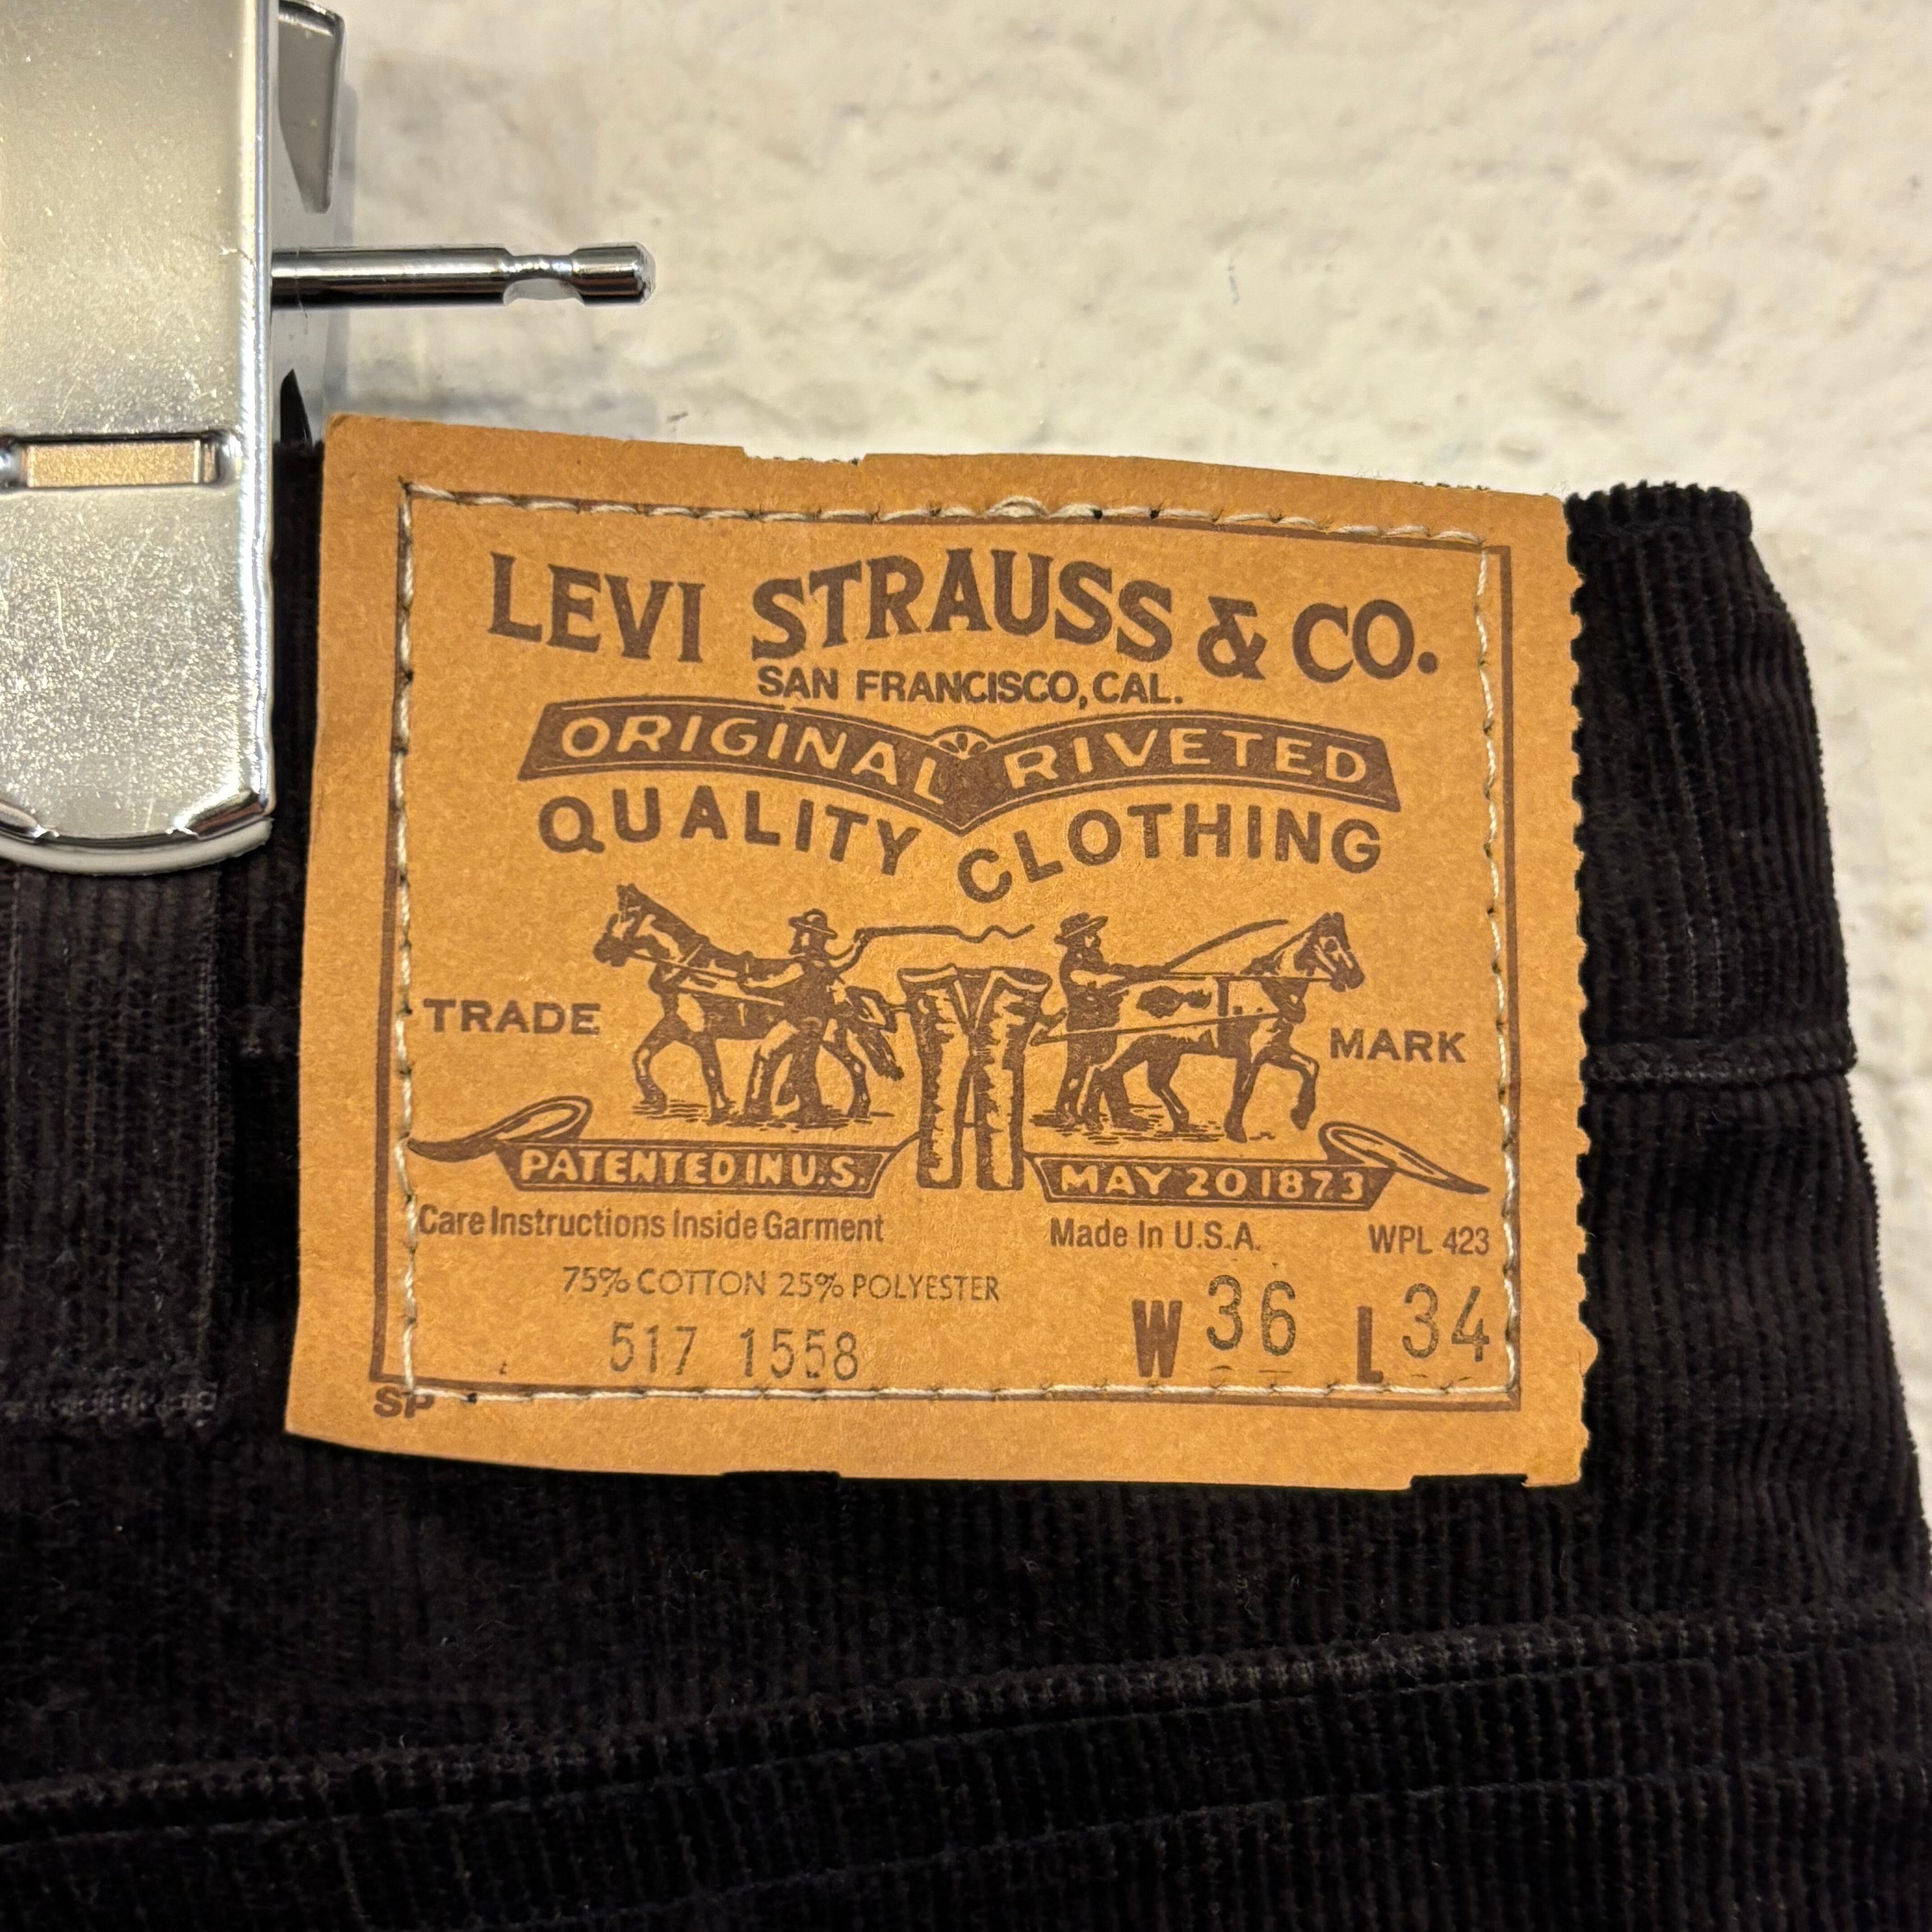 LEVI STRAUSS & CO.
SAN FRANCISCO, CAL.
ORIGINAL RIVETED
QUALITY CLOTHING
TRADE MARK
PATENTED IN U.S. MAY 20 1873
Care Instructions Inside Garment Made In U.S.A. WPL 423
75% COTTON 25% POLYESTER
517 1558 W 36 L 34
SP